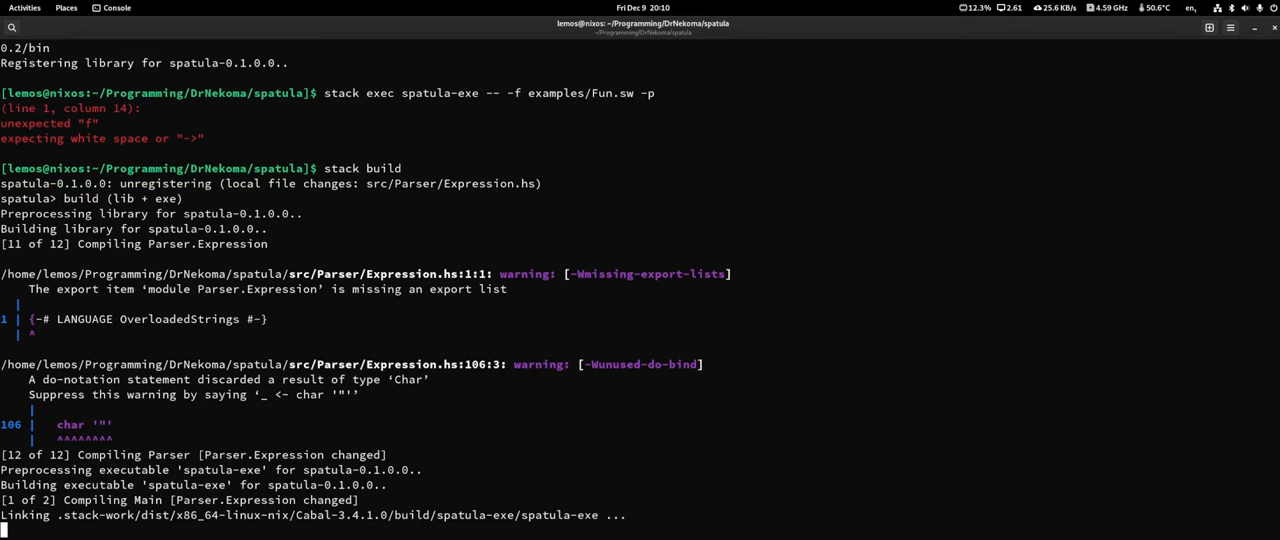 Activities Places Console Fri Dec 9 20:10 12.3% 2.61 25.6 KB/s 4.59 GHz 50.6°C en,
lemos@nixos: ~/Programming/DrNekoma/spatula
~/Programming/DrNekoma/spatula
0.2/bin
Registering library for spatula-0.1.0.0..
[lemos@nixos:~/Programming/DrNekoma/spatula]$ stack exec spatula-exe -- -f examples/Fun.sw -p
(line 1, column 14):
unexpected "f"
expecting white space or "->"
[lemos@nixos:~/Programming/DrNekoma/spatula]$ stack build
spatula-0.1.0.0: unregistering (local file changes: src/Parser/Expression.hs)
spatula> build (lib + exe)
Preprocessing library for spatula-0.1.0.0..
Building library for spatula-0.1.0.0..
[11 of 12] Compiling Parser.Expression
/home/lemos/Programming/DrNekoma/spatula/src/Parser/Expression.hs:1:1: warning: [-Wmissing-export-lists]
The export item ‘module Parser.Expression’ is missing an export list
|
1 | {-# LANGUAGE OverloadedStrings #-}
| ^
/home/lemos/Programming/DrNekoma/spatula/src/Parser/Expression.hs:106:3: warning: [-Wunused-do-bind]
A do-notation statement discarded a result of type ‘Char’
Suppress this warning by saying ‘_ <- char '"'’
|
106 | char '"'
| ^^^^^^^^
[12 of 12] Compiling Parser [Parser.Expression changed]
Preprocessing executable 'spatula-exe' for spatula-0.1.0.0..
Building executable 'spatula-exe' for spatula-0.1.0.0..
[1 of 2] Compiling Main [Parser.Expression changed]
Linking .stack-work/dist/x86_64-linux-nix/Cabal-3.4.1.0/build/spatula-exe/spatula-exe ...